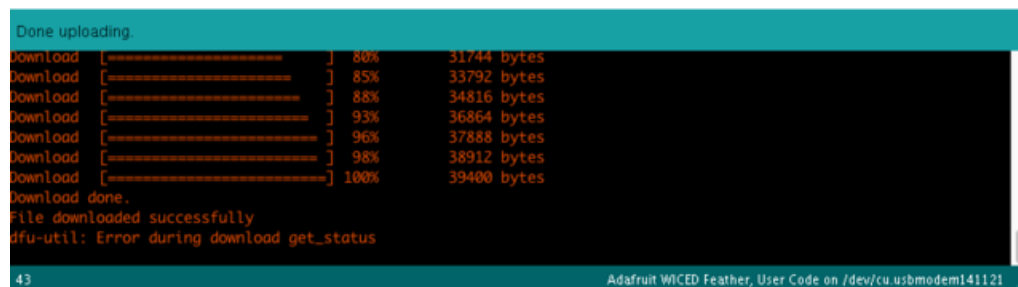 Done uploading.
Download [====================== ] 80% 31744 bytes
Download [======================= ] 85% 33792 bytes
Download [======================== ] 88% 34816 bytes
Download [========================= ] 93% 36864 bytes
Download [========================== ] 96% 37888 bytes
Download [========================== ] 98% 38912 bytes
Download [===========================] 100% 39400 bytes
Download done.
File downloaded successfully
dfu-util: Error during download get_status
43 Adafruit WICED Feather, User Code on /dev/cu.usbmodem141121